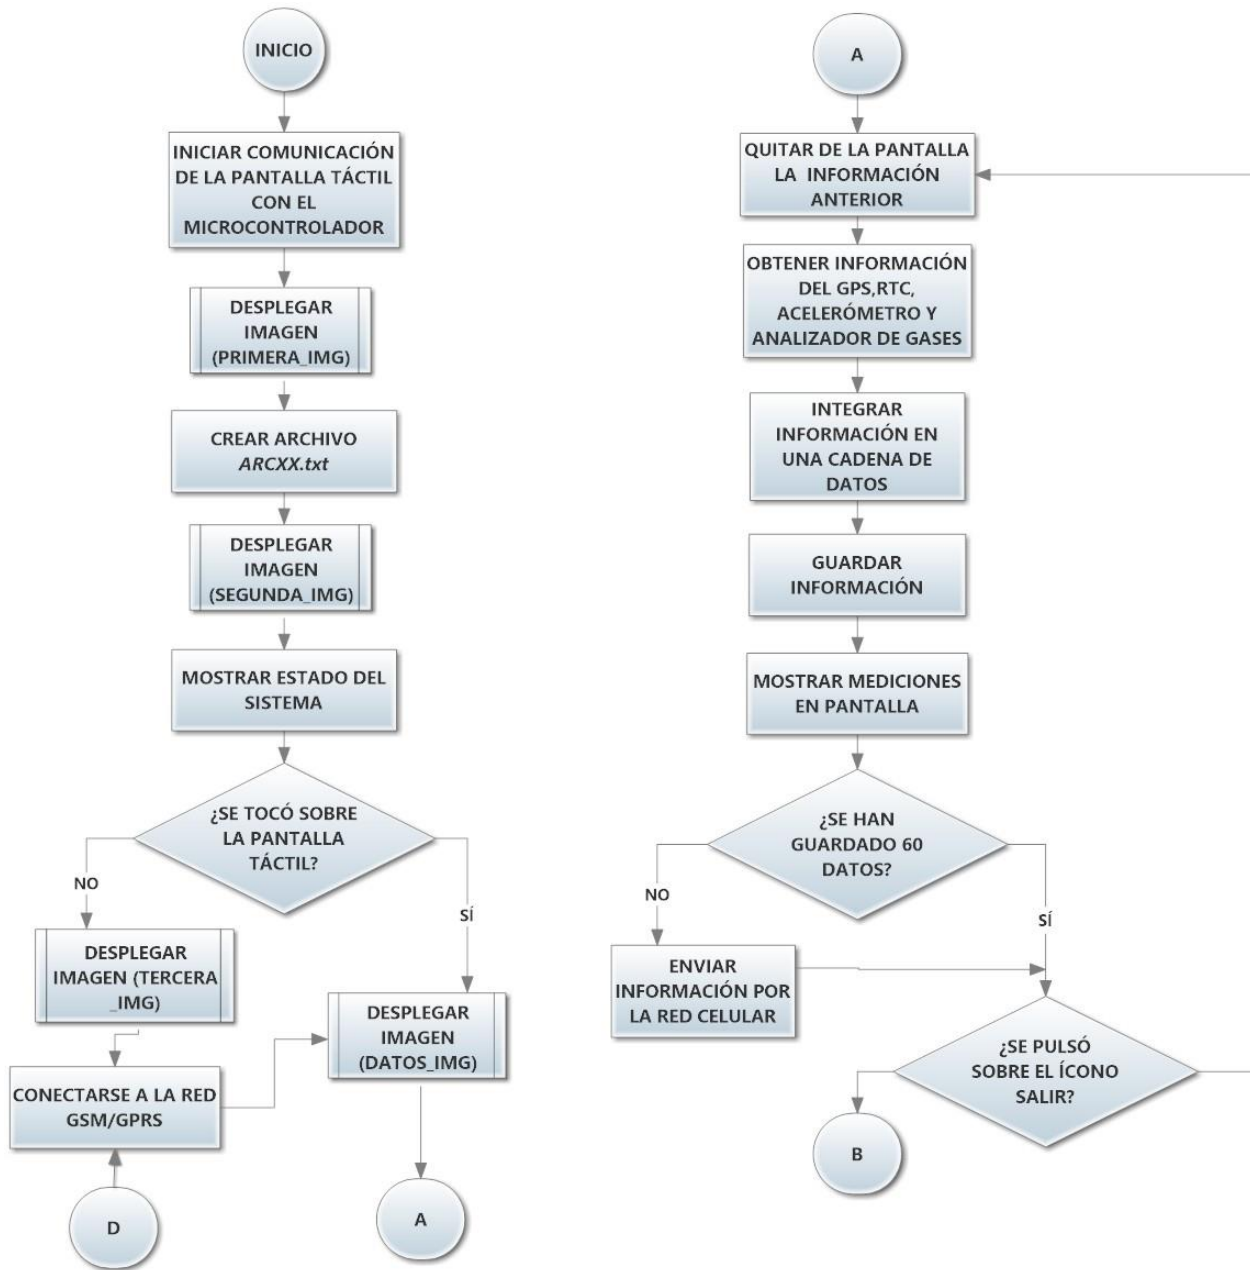 INICIO
INICIAR COMUNICACIÓN
DE LA PANTALLA TÁCTIL
CON EL
MICROCONTROLADOR
DESPLEGAR
IMAGEN
(PRIMERA_IMG)
CREAR ARCHIVO
ARCXX.txt
DESPLEGAR
IMAGEN
(SEGUNDA_IMG)
MOSTRAR ESTADO DEL
SISTEMA
¿SE TOCÓ SOBRE
LA PANTALLA
TÁCTIL?
NO
SÍ
DESPLEGAR
IMAGEN (TERCERA
_IMG)
DESPLEGAR
IMAGEN
(DATOS_IMG)
CONECTARSE A LA RED
GSM/GPRS
D
A
A
QUITAR DE LA PANTALLA
LA INFORMACIÓN
ANTERIOR
OBTENER INFORMACIÓN
DEL GPS,RTC,
ACELERÓMETRO Y
ANALIZADOR DE GASES
INTEGRAR
INFORMACIÓN EN
UNA CADENA DE
DATOS
GUARDAR
INFORMACIÓN
MOSTRAR MEDICIONES
EN PANTALLA
¿SE HAN
GUARDADO 60
DATOS?
NO
SÍ
ENVIAR
INFORMACIÓN POR
LA RED CELULAR
¿SE PULSÓ
SOBRE EL ÍCONO
SALIR?
B